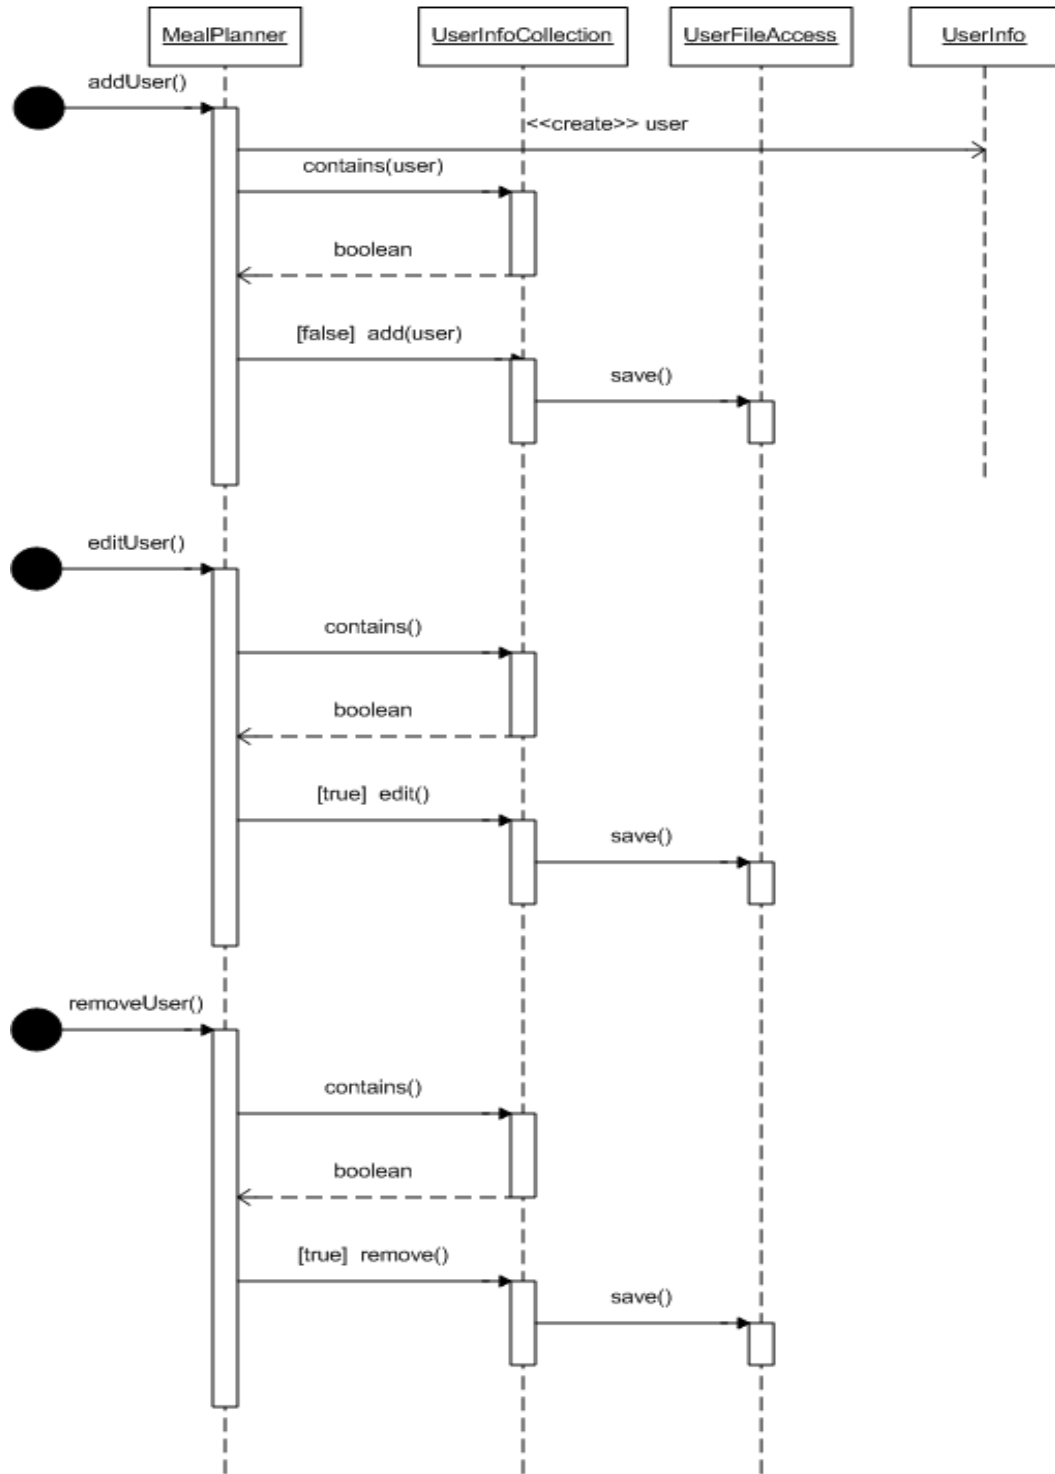 MealPlanner
UserInfoCollection
UserFileAccess
UserInfo
addUser()
<<create>> user
contains(user)
boolean
[false] add(user)
save()
editUser()
contains()
boolean
[true] edit()
save()
removeUser()
contains()
boolean
[true] remove()
save()